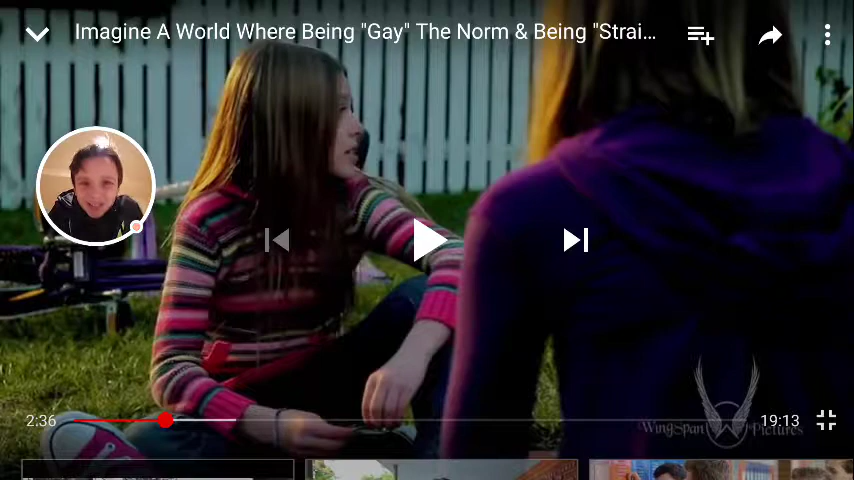 Imagine A World Where Being "Gay" The Norm & Being "Strai...
2:36
19:13
WingSpan Pictures